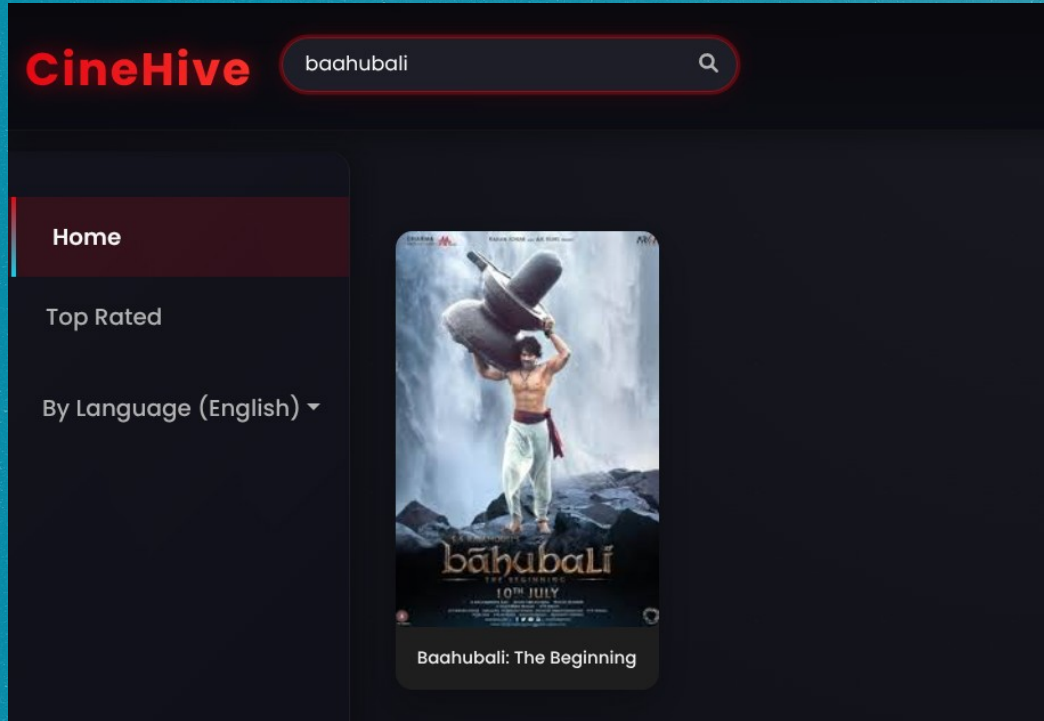 CineHive
baahubali
Home
Top Rated
By Language (English)
bāhubali
THE BEGINNING
10TH JULY
Baahubali: The Beginning